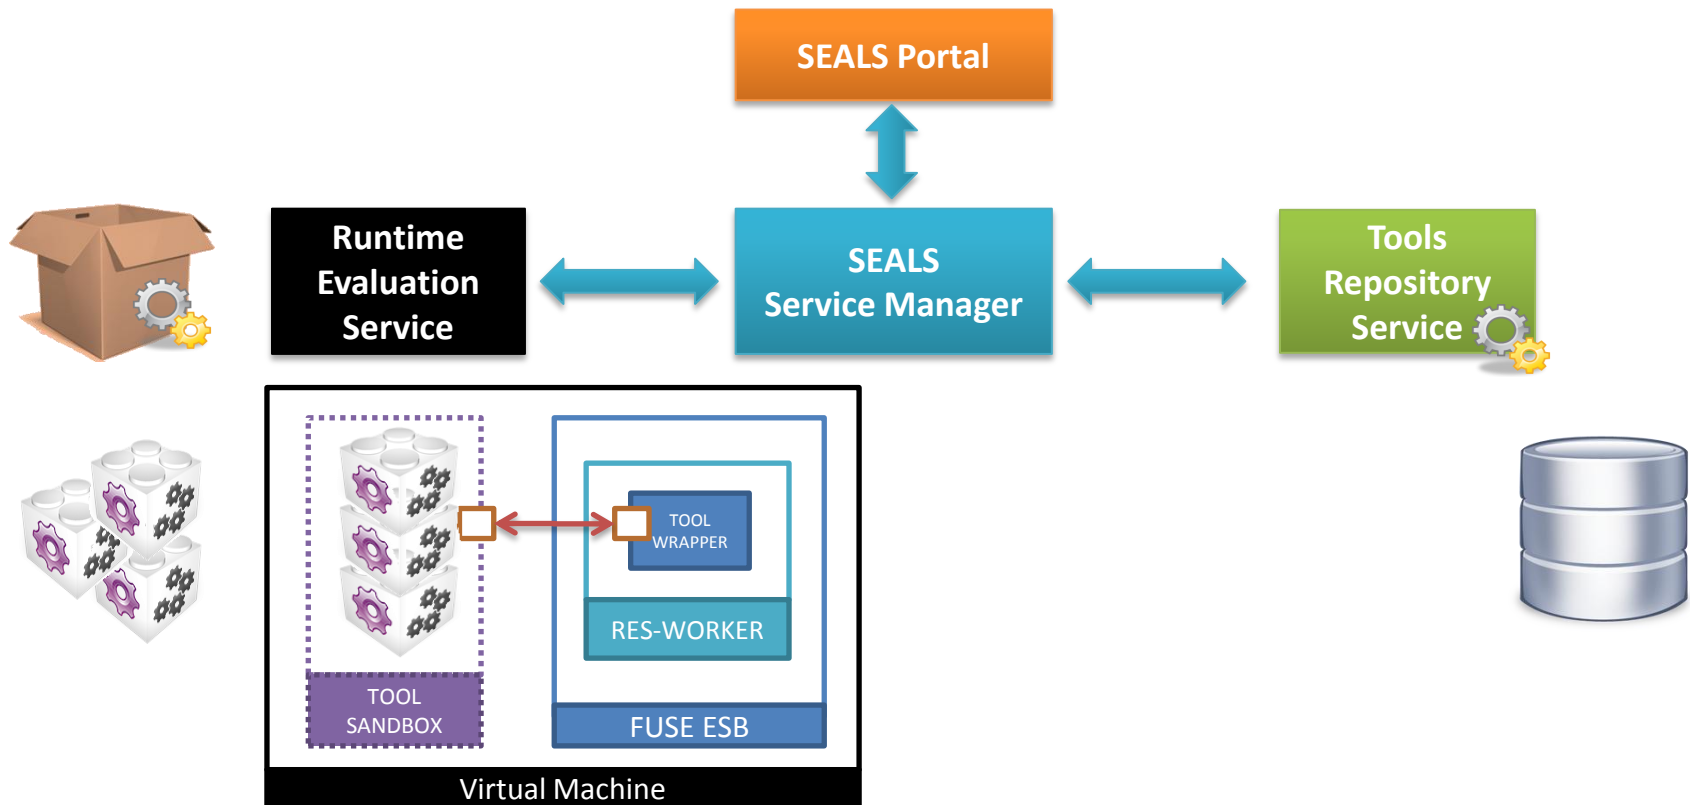 SEALS Portal
Runtime
Evaluation
Service
SEALS
Service Manager
Tools
Repository
Service
TOOL
WRAPPER
RES-WORKER
TOOL
SANDBOX
FUSE ESB
Virtual Machine